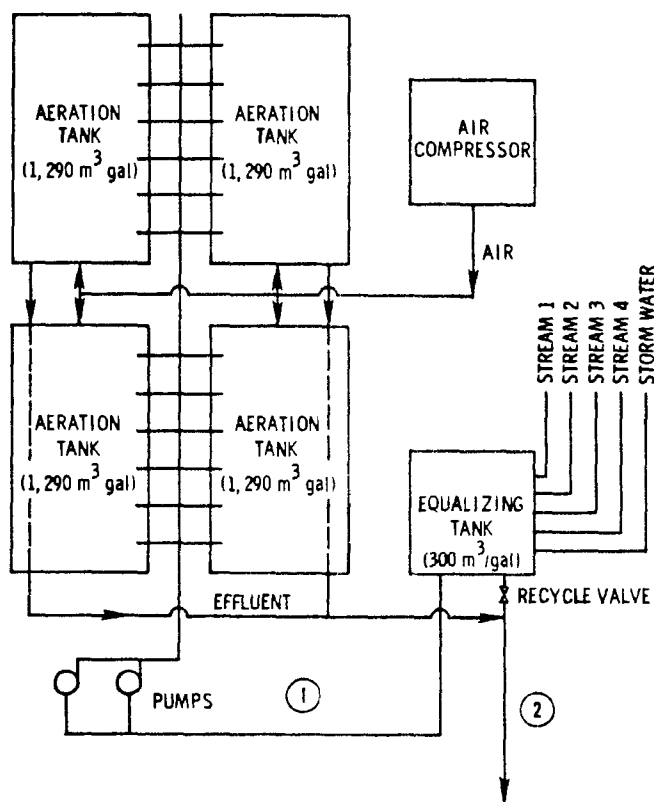 AERATION
TANK
(1,290 m³ gal)
AERATION
TANK
(1,290 m³ gal)
AIR
COMPRESSOR
AIR
AERATION
TANK
(1,290 m³ gal)
AERATION
TANK
(1,290 m³ gal)
STREAM 1
STREAM 2
STREAM 3
STREAM 4
STORM WATER
EQUALIZING
TANK
(300 m³/gal)
RECYCLE VALVE
EFFLUENT
PUMPS
1
2